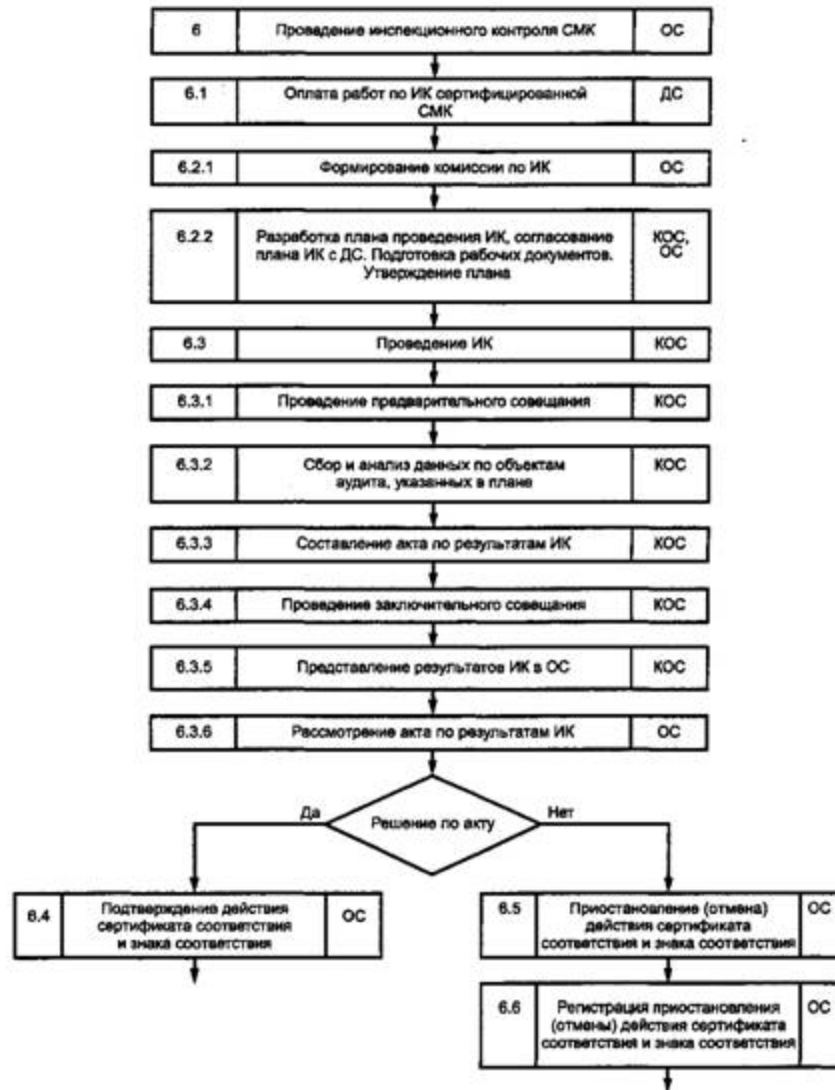 6 Проведение инспекционного контроля СМК ОС
6.1 Оплата работ по ИК сертифицированной ДС
СМК
6.2.1 Формирование комиссии по ИК ОС
6.2.2 Разработка плана проведения ИК, согласование КОС,
плана ИК с ДС. Подготовка рабочих документов. ОС
Утверждение плана
6.3 Проведение ИК КОС
6.3.1 Проведение предварительного совещания КОС
6.3.2 Сбор и анализ данных по объектам КОС
аудита, указанных в плане
6.3.3 Составление акта по результатам ИК КОС
6.3.4 Проведение заключительного совещания КОС
6.3.5 Представление результатов ИК в ОС КОС
6.3.6 Рассмотрение акта по результатам ИК ОС
Да Решение по акту Нет
6.4 Подтверждение действия ОС
сертификата соответствия
и знака соответствия
6.5 Приостановление (отмена) ОС
действия сертификата
соответствия и знака соответствия
6.6 Регистрация приостановления ОС
(отмены) действия сертификата
соответствия и знака соответствия